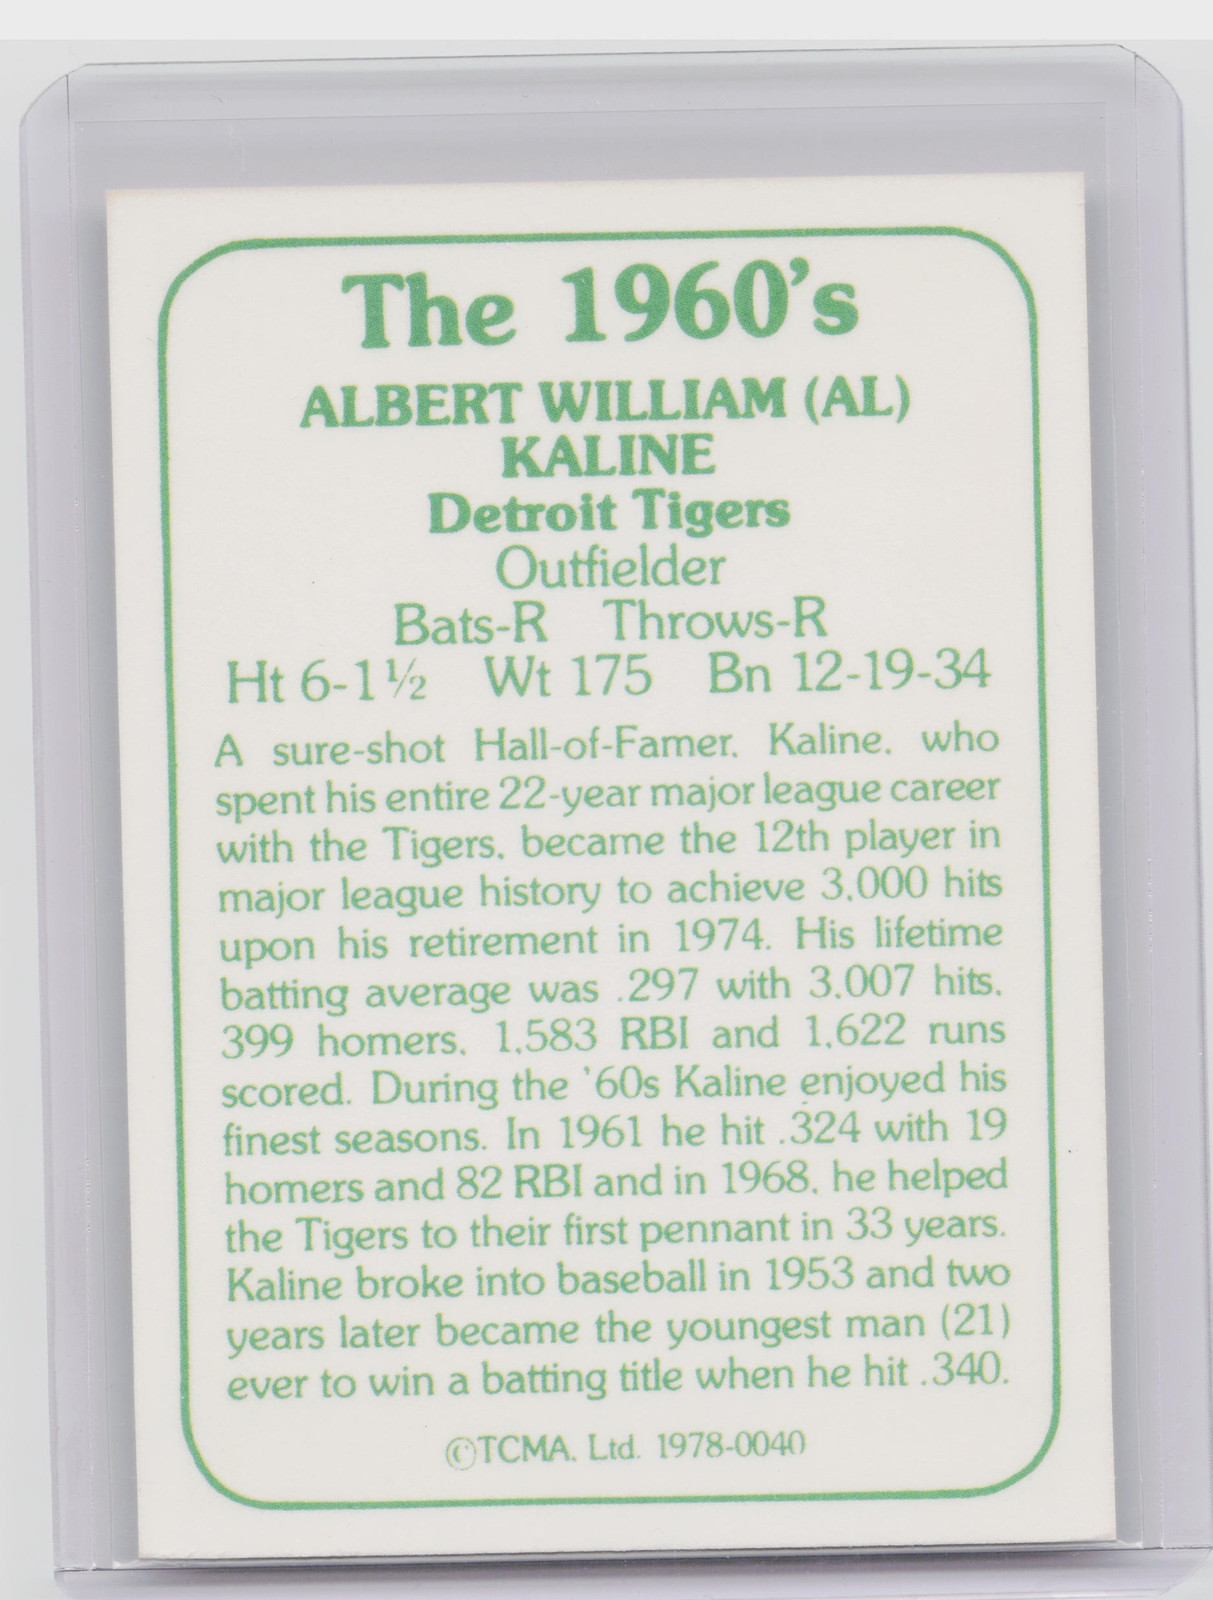 The 1960's
ALBERT WILLIAM (AL)
KALINE
Detroit Tigers
Outfielder
Bats-R Throws-R
Ht 6-1½ Wt 175 Bn 12-19-34
A sure-shot Hall-of-Famer, Kaline, who
spent his entire 22-year major league career
with the Tigers, became the 12th player in
major league history to achieve 3,000 hits
upon his retirement in 1974. His lifetime
batting average was .297 with 3,007 hits,
399 homers, 1,583 RBI and 1,622 runs
scored. During the '60s Kaline enjoyed his
finest seasons. In 1961 he hit .324 with 19
homers and 82 RBI and in 1968, he helped
the Tigers to their first pennant in 33 years.
Kaline broke into baseball in 1953 and two
years later became the youngest man (21)
ever to win a batting title when he hit .340.
©TCMA, Ltd. 1978-0040